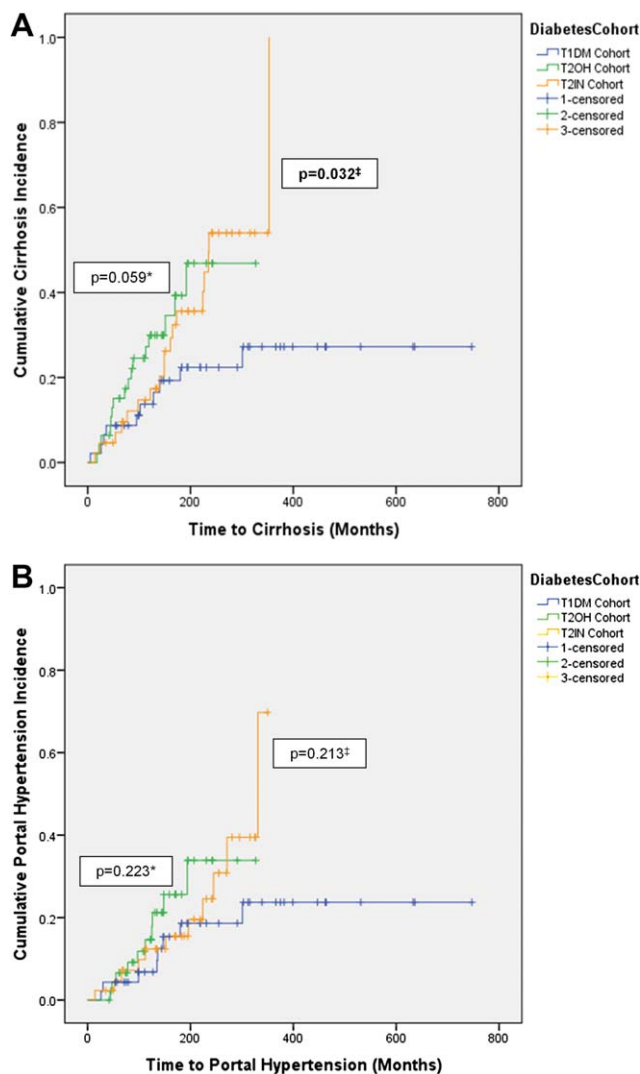 A
DiabetesCohort
T1DM Cohort
T2OH Cohort
T2IN Cohort
1-censored
2-censored
3-censored
1.0
0.8
0.6
0.4
0.2
0.0
p=0.032‡
p=0.059*
Cumulative Cirrhosis Incidence
0
200
400
600
800
Time to Cirrhosis (Months)
B
DiabetesCohort
T1DM Cohort
T2OH Cohort
T2IN Cohort
1-censored
2-censored
3-censored
1.0
0.8
0.6
0.4
0.2
0.0
p=0.213‡
p=0.223*
Cumulative Portal Hypertension Incidence
0
200
400
600
800
Time to Portal Hypertension (Months)